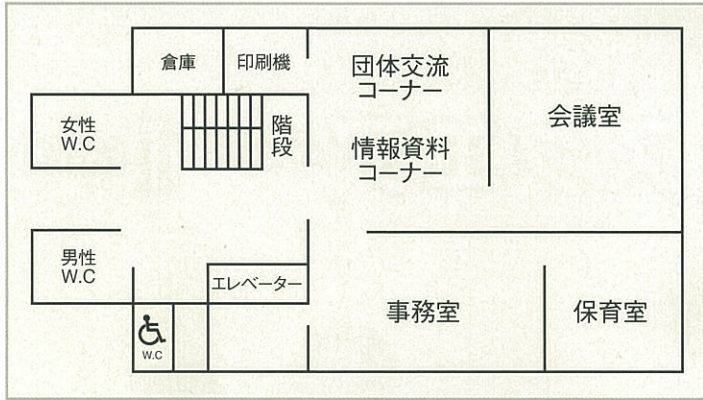 倉庫
印刷機
団体交流
コーナー
会議室
女性
W.C
階
段
情報資料
コーナー
男性
W.C
エレベーター
事務室
保育室
W.C